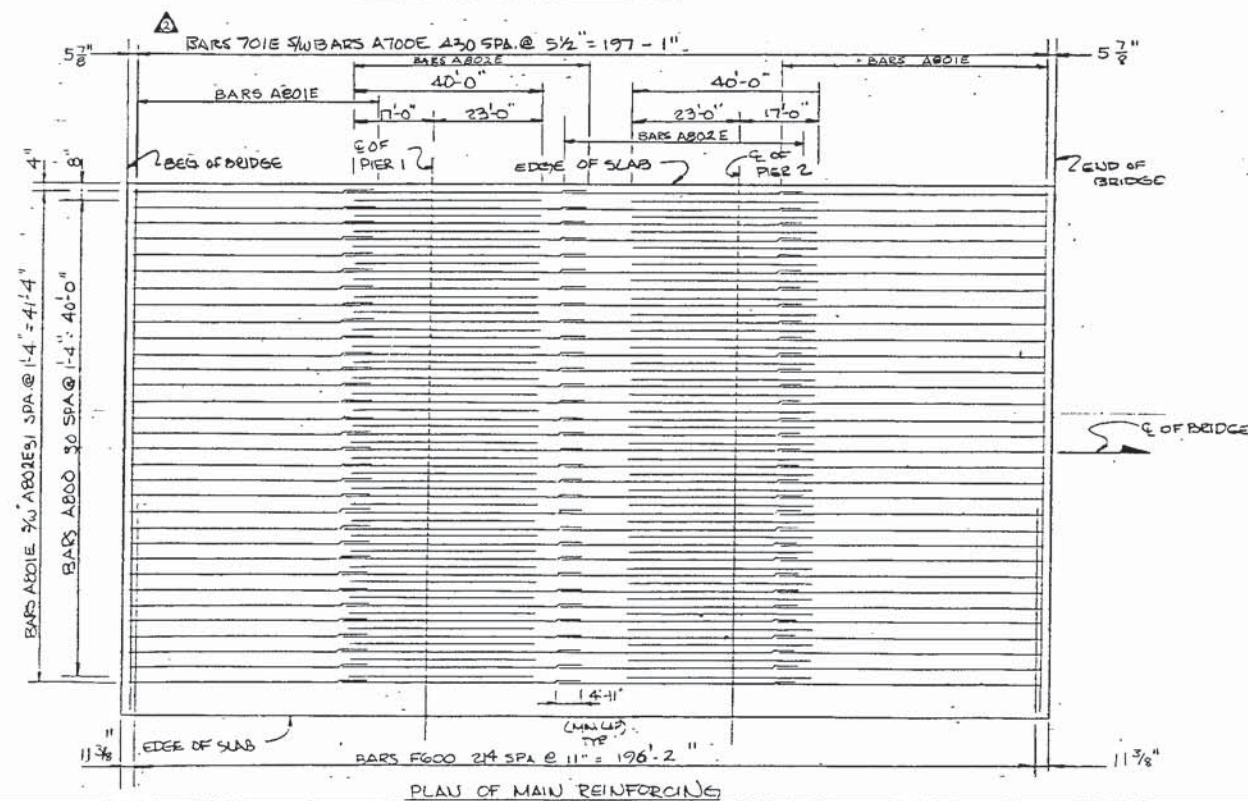 2
BARS 701E S/W BARS A700E 430 SPA. @ 5½" = 197 - 1"
5 7/8"
5 7/8"
BARS A802E
BARS A801E
40'-0"
40'-0"
BARS A801E
17'-0"
23'-0"
23'-0"
17'-0"
BARS A802E
4"
8"
BEG OF BRIDGE
℄ OF
PIER 1
EDGE OF SLAB
℄ OF
PIER 2
END OF
BRIDGE
BARS A801E S/W A802E 31 SPA. @ 1'-4" = 41'-4"
BARS A800 30 SPA @ 1'-4" = 40'-0"
℄ OF BRIDGE
4'-11"
(MIN LAP)
TYP
11 3/8"
EDGE OF SLAB
BARS F600 214 SPA @ 11" = 196'-2"
11 3/8"
PLAN OF MAIN REINFORCING